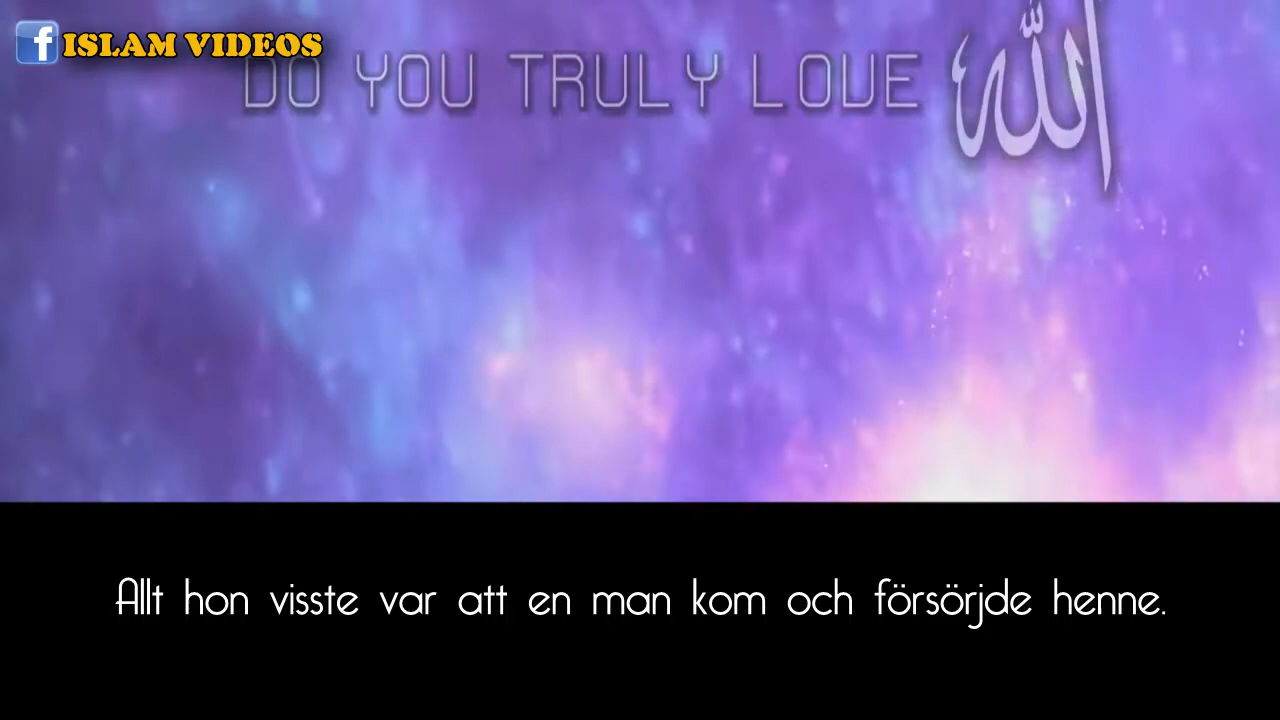 f ISLAM VIDEOS
DO YOU TRULY LOVE الله
Allt hon visste var att en man kom och försörjde henne.